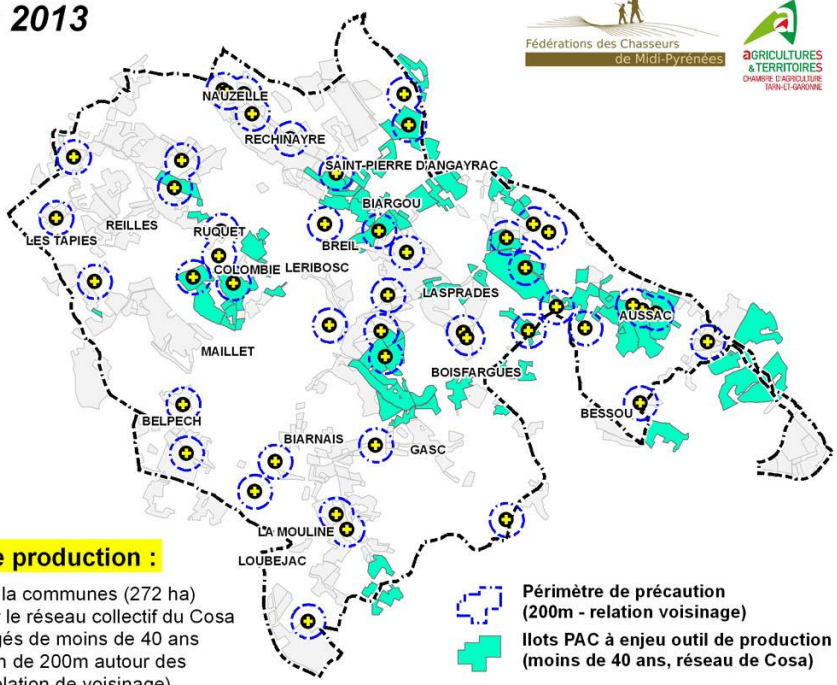 2013
Fédérations des Chasseurs
de Midi-Pyrénées
AGRICULTURES
& TERRITOIRES
CHAMBRE D'AGRICULTURE
TARN-ET-GARONNE
NAUZELLE
RECHINAYRE
SAINT-PIERRE D'ANGAYRAC
BIARGOU
REILLES
LES TAPIES
RUQUET
BREIL
COLOMBIE
LERIBOSC
LASPRADES
AUSSAC
MAILLET
BOISFARGUES
BELPECH
BESSOU
BIARNAIS
GASC
LA MOULINE
LOUBEJAC
e production :
la communes (272 ha)
le réseau collectif du Cosa
gés de moins de 40 ans
n de 200m autour des
elation de voisinage)
Périmètre de précaution
(200m - relation voisinage)
Ilots PAC à enjeu outil de production
(moins de 40 ans, réseau de Cosa)